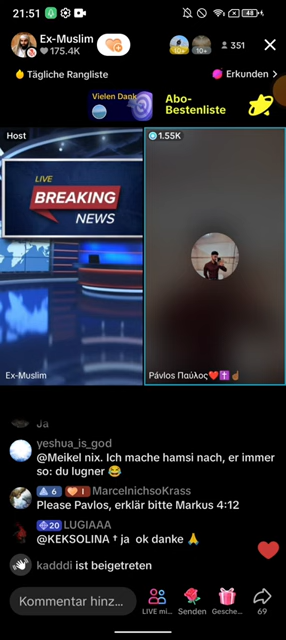 21:51
48
Ex-Muslim
175.4K
10+
10+
351
Tägliche Rangliste
Erkunden >
Vielen Dank
Abo-
Bestenliste
Host
1.55K
LIVE
BREAKING
NEWS
Ex-Muslim
Pávlos Παύλος❤️✝️☝🏾
Ja
yeshua_is_god
@Meikel nix. Ich mache hamsi nach, er immer
so: du lugner 😂
6 I MarcelnichsoKrass
Please Pavlos, erklär bitte Markus 4:12
20 LUGIAAA
@KEKSOLINA ✝ ja ok danke 🙏
kadddi ist beigetreten
Kommentar hinz...
LIVE mi...
Senden
Gesche...
69